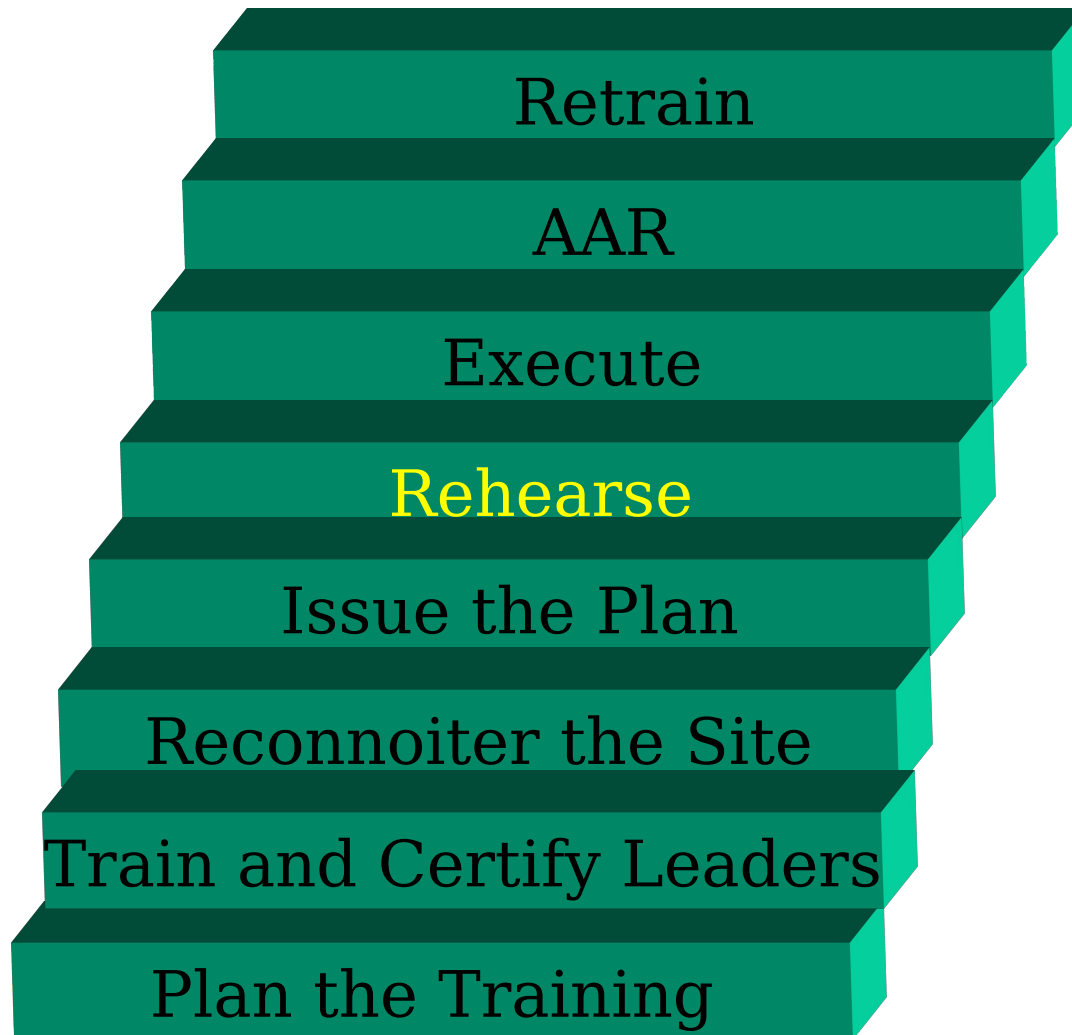 Retrain
AAR
Execute
Rehearse
Issue the Plan
Reconnoiter the Site
Train and Certify Leaders
Plan the Training